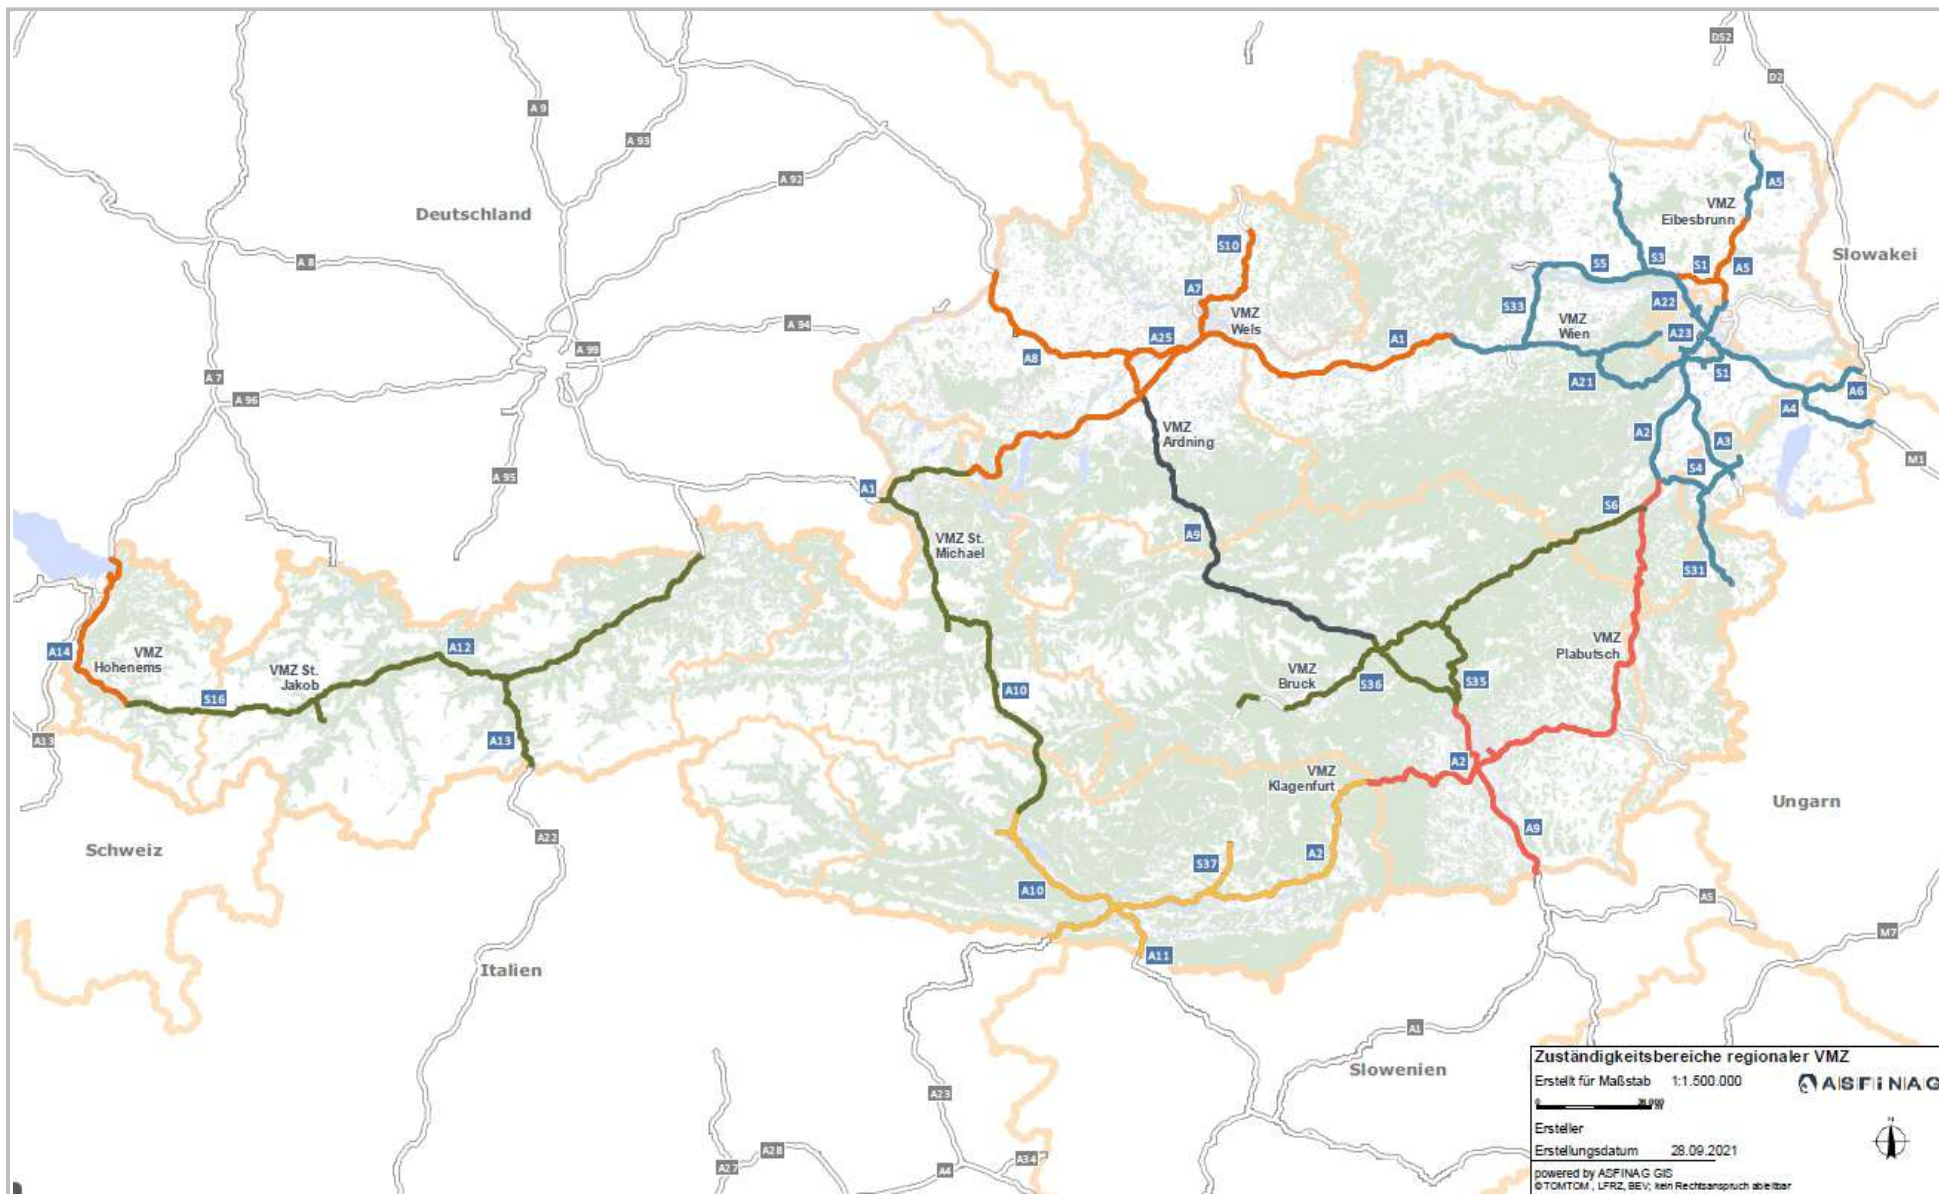 D52
D2
A 9
A 93
A 92
A5
VMZ
Eibesbrunn
Deutschland
S10
Slowakei
A 8
S5
S3
S1
A5
A7
A22
S33
VMZ
Wels
VMZ
Wien
A 94
A25
A1
A23
A 99
A8
S1
A 7
A21
A6
A 96
A4
VMZ
Ardning
A2
A3
M1
S4
A 95
A1
S6
VMZ St.
Michael
A9
S31
A14
VMZ
Hohenems
A12
VMZ
Plabutsch
VMZ St.
Jakob
VMZ
Bruck
S36
S35
S16
A10
A13
A13
A2
VMZ
Klagenfurt
Ungarn
A22
A9
Schweiz
S37
A2
A10
A5
M7
A11
Italien
A1
Slowenien
A23
A28
A27
A4
A34
Zuständigkeitsbereiche regionaler VMZ
Erstellt für Maßstab 1:1.500.000
ASFiNAG
0
N
Ersteller
Erstellungsdatum 28.09.2021
powered by ASFINAG GIS
©TOMTOM, LFRZ, BEV; kein Rechtsanspruch ableitbar